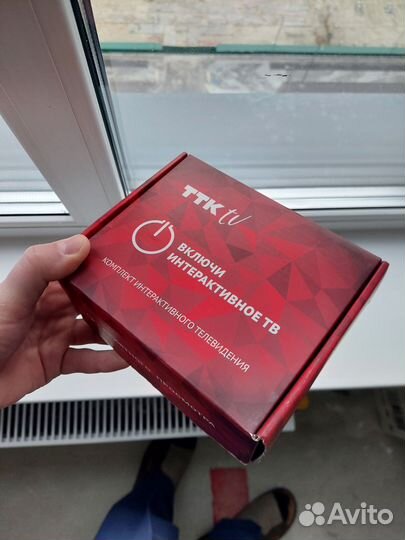 ТТК tv
ВКЛЮЧИ
ИНТЕРАКТИВНОЕ ТВ
КОМПЛЕКТ ИНТЕРАКТИВНОГО ТЕЛЕВИДЕНИЯ
Avito